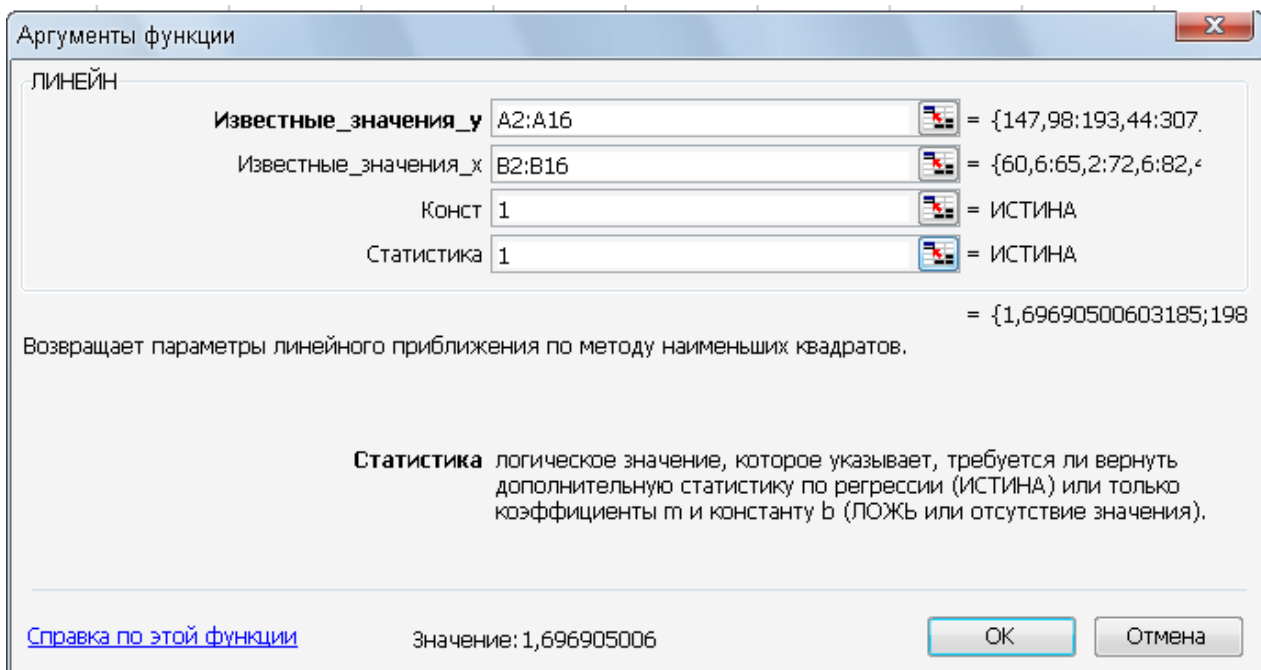 Аргументы функции
ЛИНЕЙН
Известные_значения_y A2:A16 = {147,98:193,44:307,
Известные_значения_x B2:B16 = {60,6:65,2:72,6:82,4
Конст 1 = ИСТИНА
Статистика 1 = ИСТИНА
= {1,69690500603185;198
Возвращает параметры линейного приближения по методу наименьших квадратов.
Статистика логическое значение, которое указывает, требуется ли вернуть
дополнительную статистику по регрессии (ИСТИНА) или только
коэффициенты m и константу b (ЛОЖЬ или отсутствие значения).
Справка по этой функции Значение: 1,696905006 OK Отмена